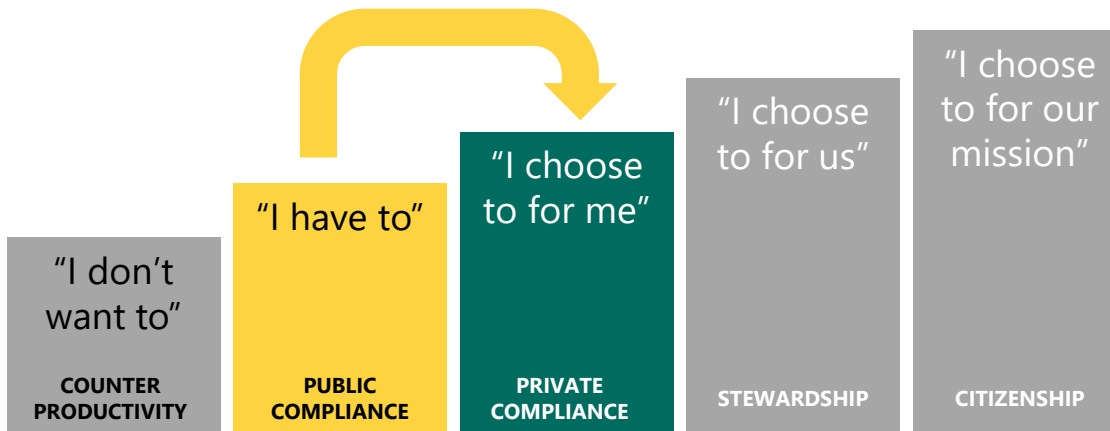 “I don’t
want to”
COUNTER
PRODUCTIVITY
“I have to”
PUBLIC
COMPLIANCE
“I choose
to for me”
PRIVATE
COMPLIANCE
“I choose
to for us”
STEWARDSHIP
“I choose
to for our
mission”
CITIZENSHIP